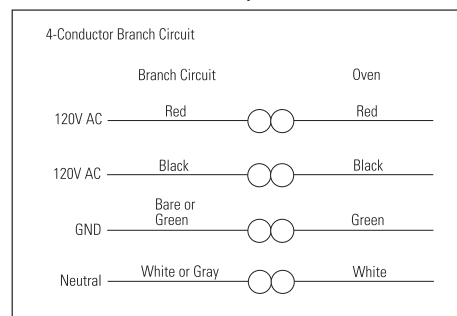 4-Conductor Branch Circuit
Branch Circuit Oven
120V AC Red Red
120V AC Black Black
Bare or
GND Green Green
Neutral White or Gray White